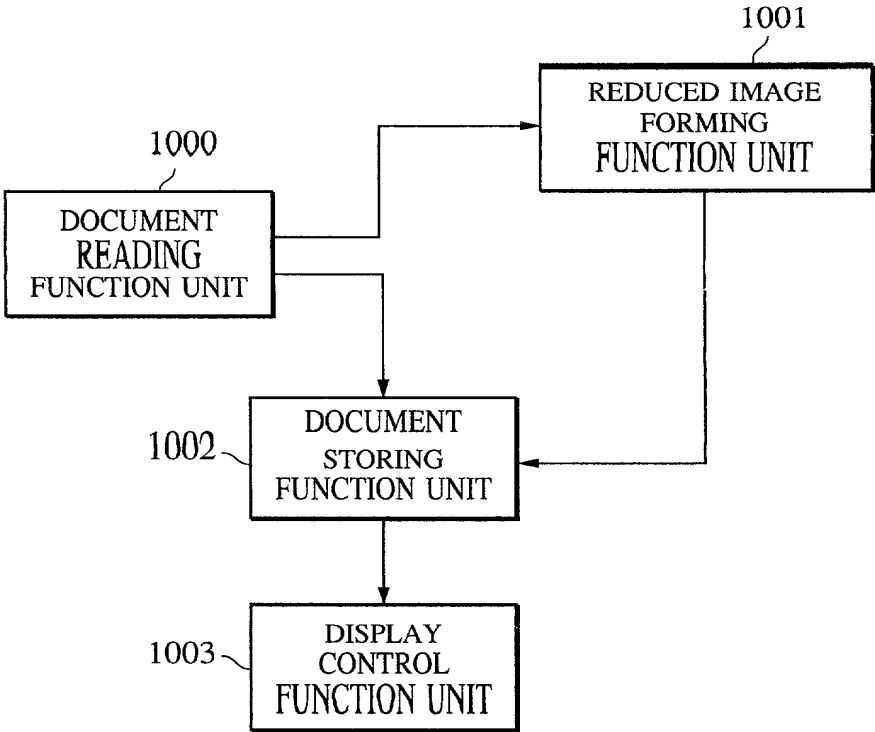 1001
REDUCED IMAGE
FORMING
FUNCTION UNIT
1000
DOCUMENT
READING
FUNCTION UNIT
1002
DOCUMENT
STORING
FUNCTION UNIT
1003
DISPLAY
CONTROL
FUNCTION UNIT